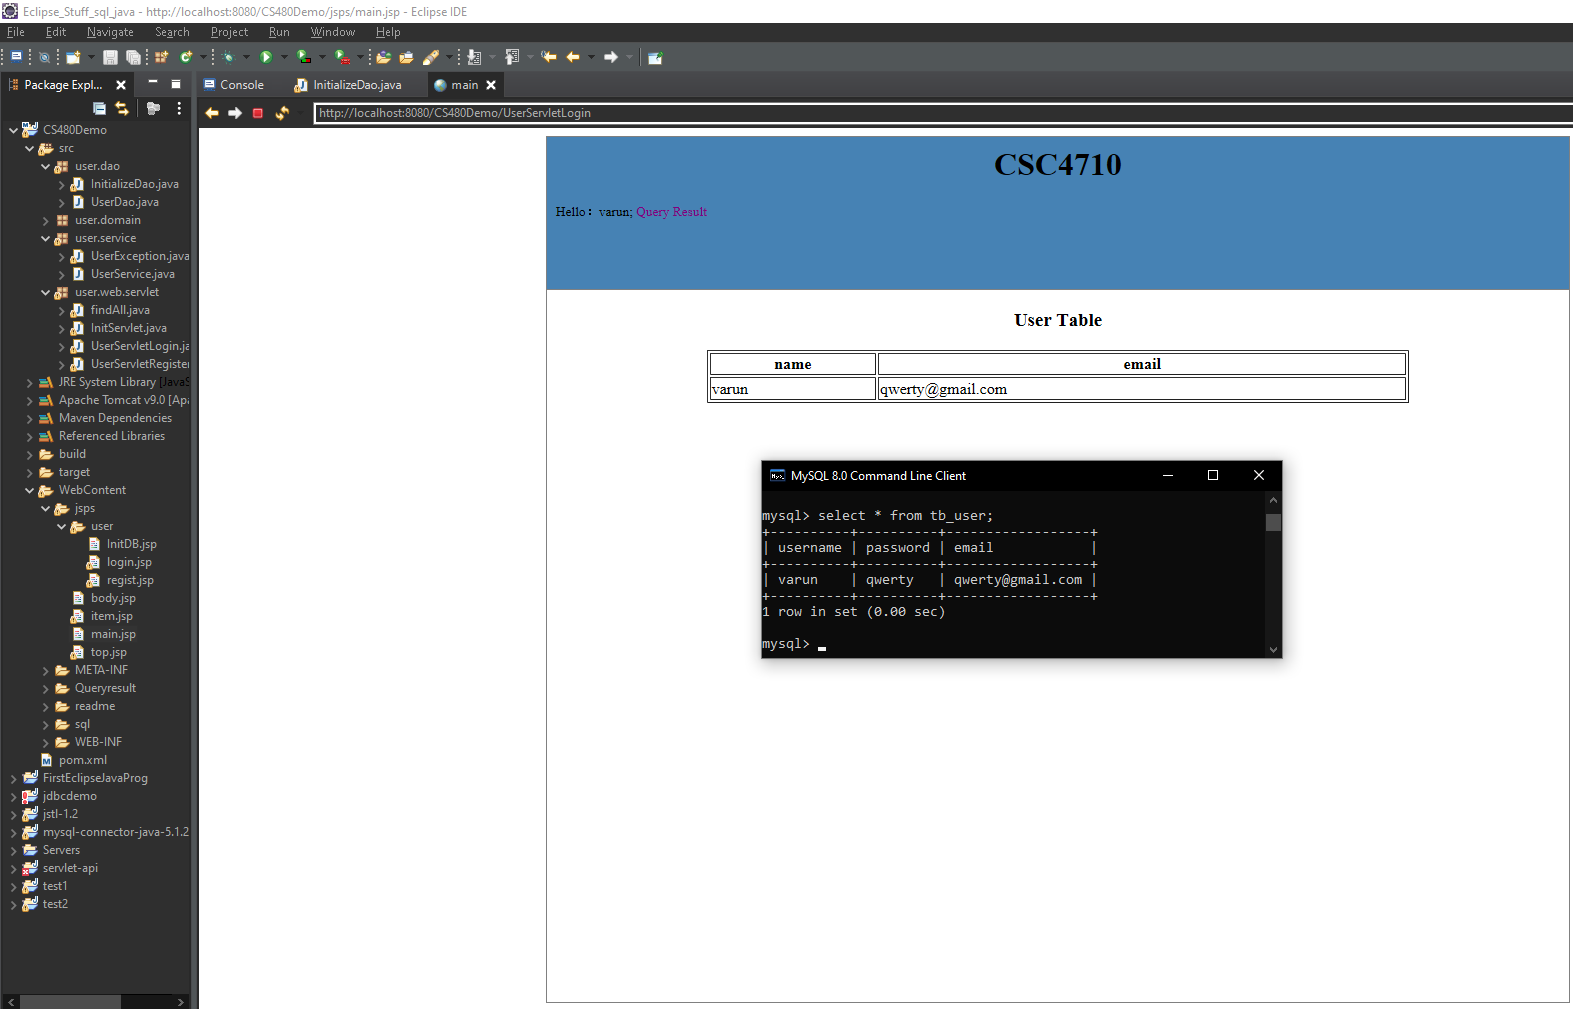 Eclipse_Stuff_sql_java - http://localhost:8080/CS480Demo/jsps/main.jsp - Eclipse IDE
File Edit Navigate Search Project Run Window Help
Package Expl...
Console InitializeDao.java main
http://localhost:8080/CS480Demo/UserServletLogin
CS480Demo
src
user.dao
InitializeDao.java
UserDao.java
user.domain
user.service
UserException.java
UserService.java
user.web.servlet
findAll.java
InitServlet.java
UserServletLogin.ja
UserServletRegister
JRE System Library [JavaS
Apache Tomcat v9.0 [Apa
Maven Dependencies
Referenced Libraries
build
target
WebContent
jsps
user
InitDB.jsp
login.jsp
regist.jsp
body.jsp
item.jsp
main.jsp
top.jsp
META-INF
Queryresult
readme
sql
WEB-INF
pom.xml
FirstEclipseJavaProg
jdbcdemo
jstl-1.2
mysql-connector-java-5.1.2
Servers
servlet-api
test1
test2
CSC4710
Hello：varun; Query Result
User Table
name email
varun qwerty@gmail.com
MySQL 8.0 Command Line Client
mysql> select * from tb_user;
+----------+----------+------------------+
| username | password | email            |
+----------+----------+------------------+
| varun    | qwerty   | qwerty@gmail.com |
+----------+----------+------------------+
1 row in set (0.00 sec)
mysql>